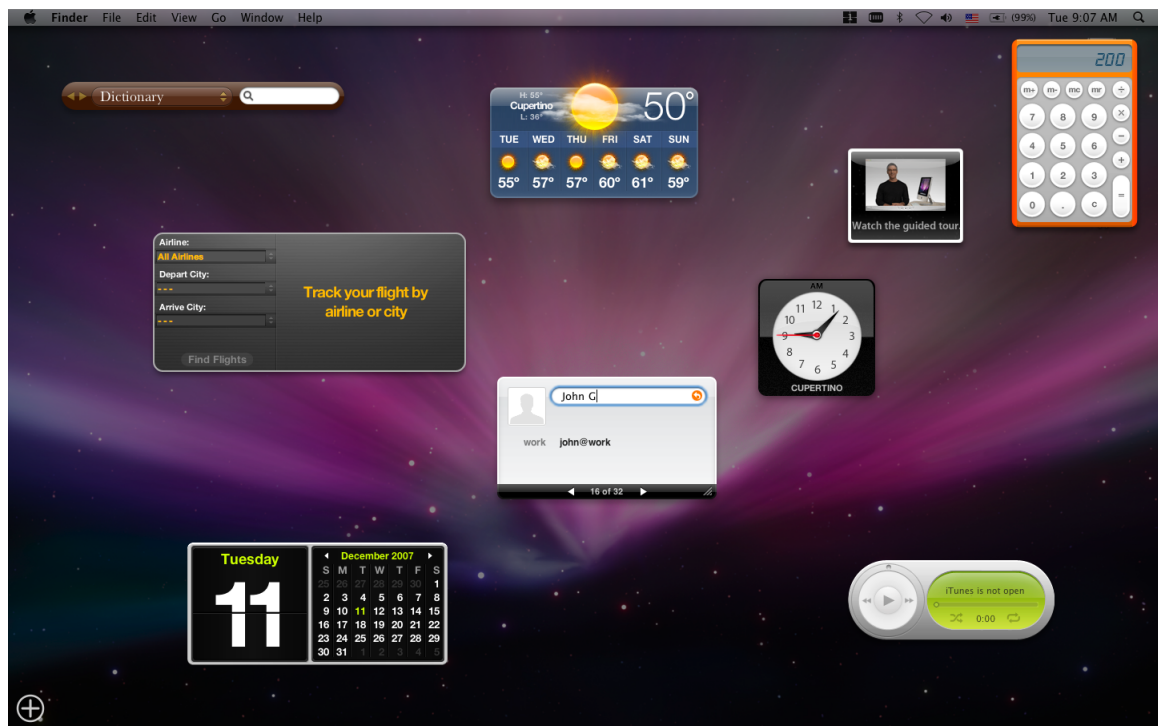 Finder File Edit View Go Window Help
1 (99%) Tue 9:07 AM
Dictionary
H: 55°
Cupertino
L: 36°
50°
TUE WED THU FRI SAT SUN
55° 57° 57° 60° 61° 59°
200
m+ m- mc mr ÷
7 8 9 ×
−
4 5 6
+
1 2 3
=
0 . c
Watch the guided tour.
Airline:
All Airlines
Depart City:
---
Arrive City:
---
Find Flights
Track your flight by
airline or city
AM
11 12 1
10 2
9 3
8 4
7 6 5
CUPERTINO
John G
work john@work
16 of 32
Tuesday
11
December 2007
S M T W T F S
25 26 27 28 29 30 1
2 3 4 5 6 7 8
9 10 11 12 13 14 15
16 17 18 19 20 21 22
23 24 25 26 27 28 29
30 31 1 2 3 4 5
iTunes is not open
0:00